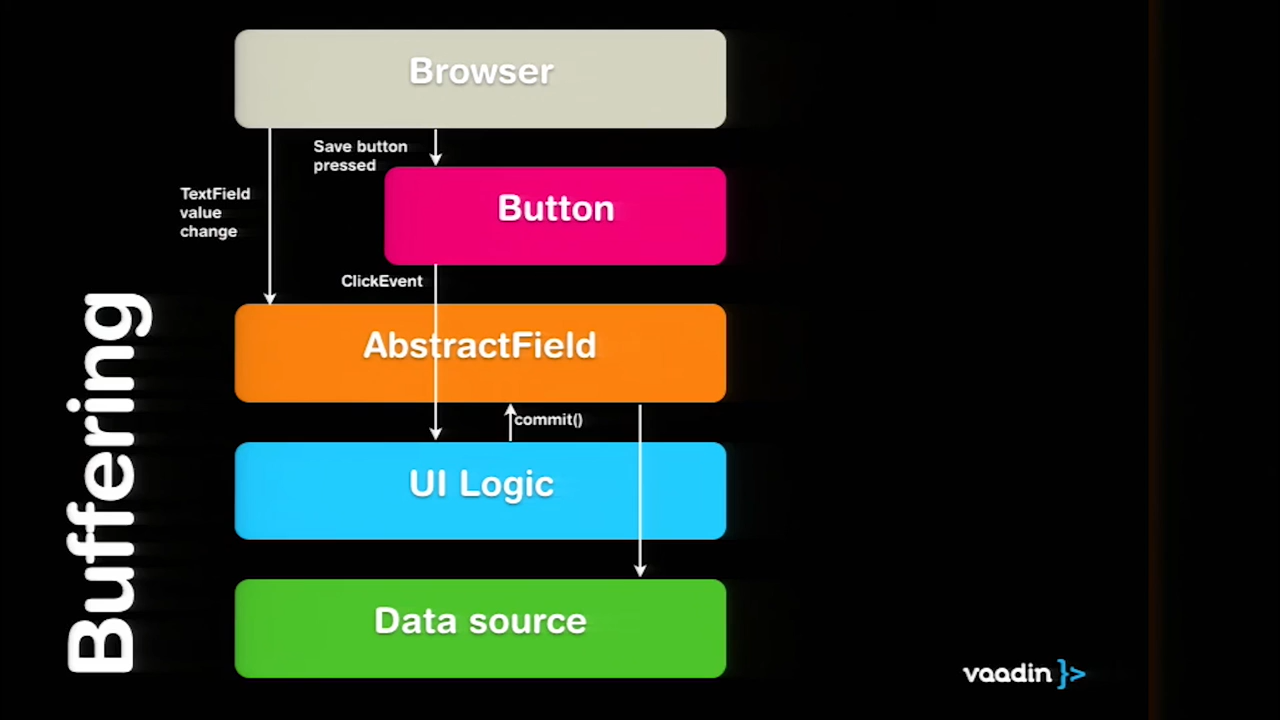 Browser
Save button
pressed
TextField
value
change
Button
ClickEvent
AbstractField
commit()
UI Logic
Data source
Buffering
vaadin }>